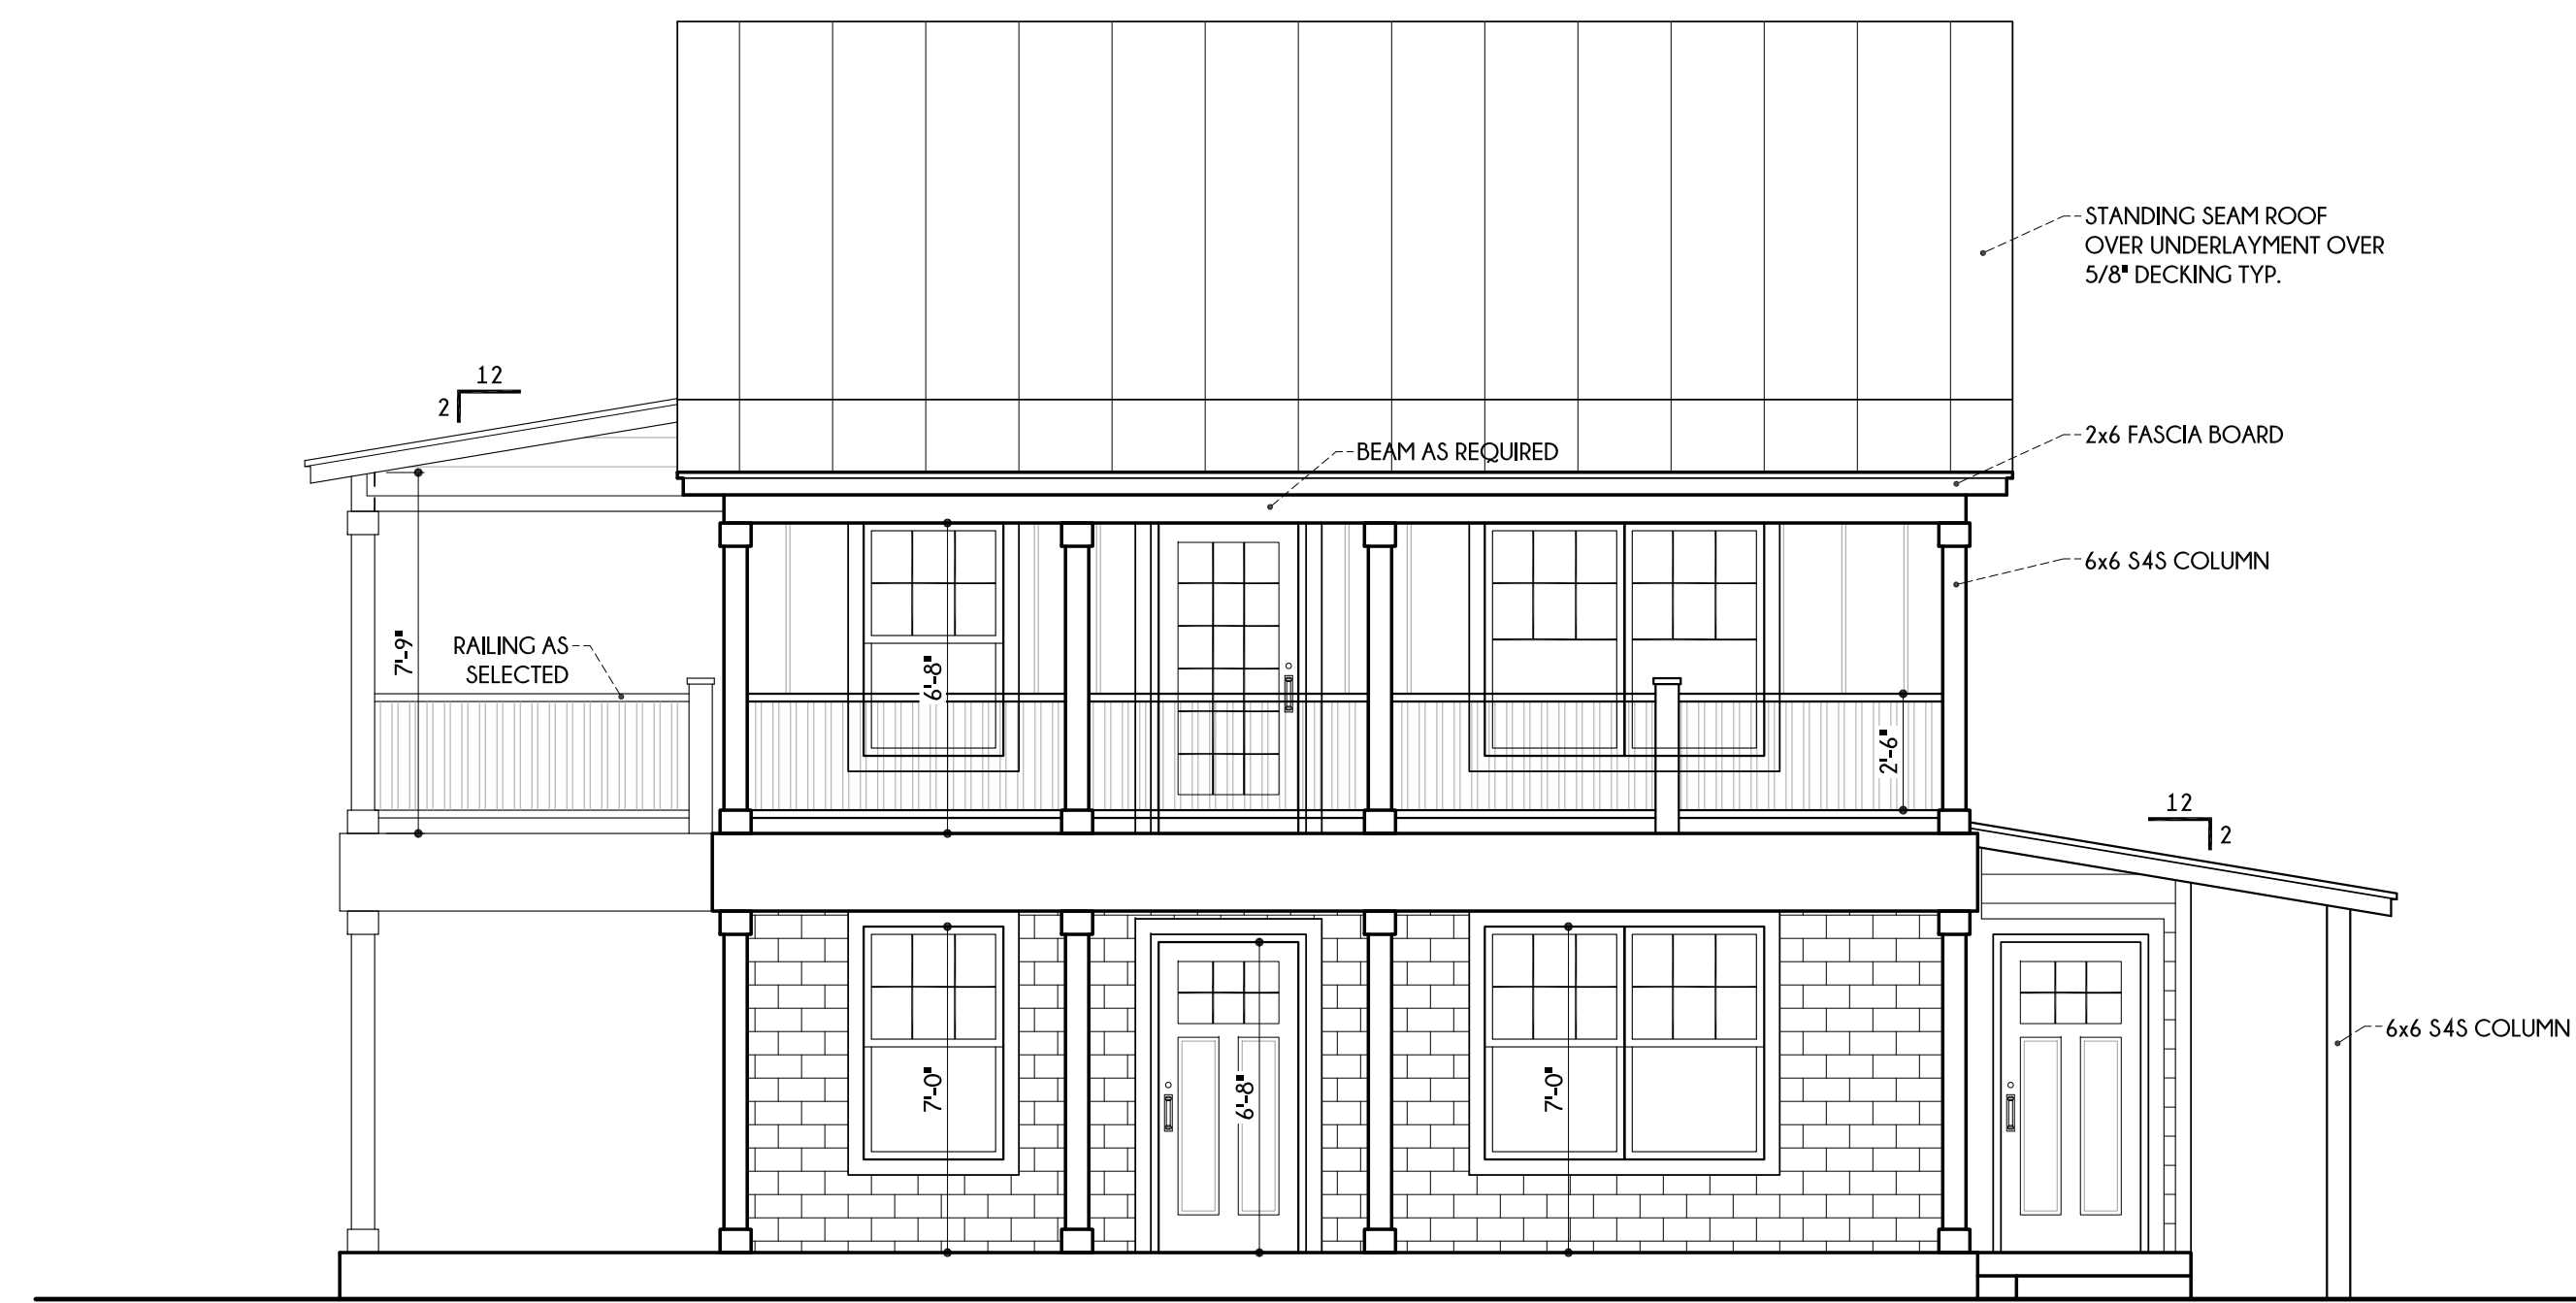 STANDING SEAM ROOF
OVER UNDERLAYMENT OVER
5/8" DECKING TYP.
12
2
2x6 FASCIA BOARD
BEAM AS REQUIRED
6x6 S4S COLUMN
7'-9"
RAILING AS
SELECTED
6'-8"
2'-6"
12
2
6x6 S4S COLUMN
7'-0"
6'-8"
7'-0"